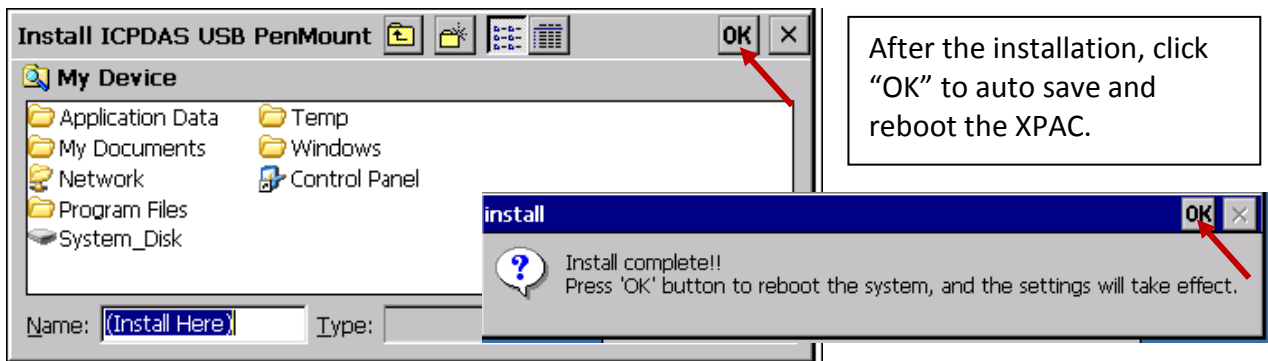 Install ICPDAS USB PenMount OK ×
My Device
Application Data Temp
My Documents Windows
Network Control Panel
Program Files
System_Disk
Name: (Install Here) Type:
After the installation, click
“OK” to auto save and
reboot the XPAC.
install OK ×
Install complete!!
Press 'OK' button to reboot the system, and the settings will take effect.